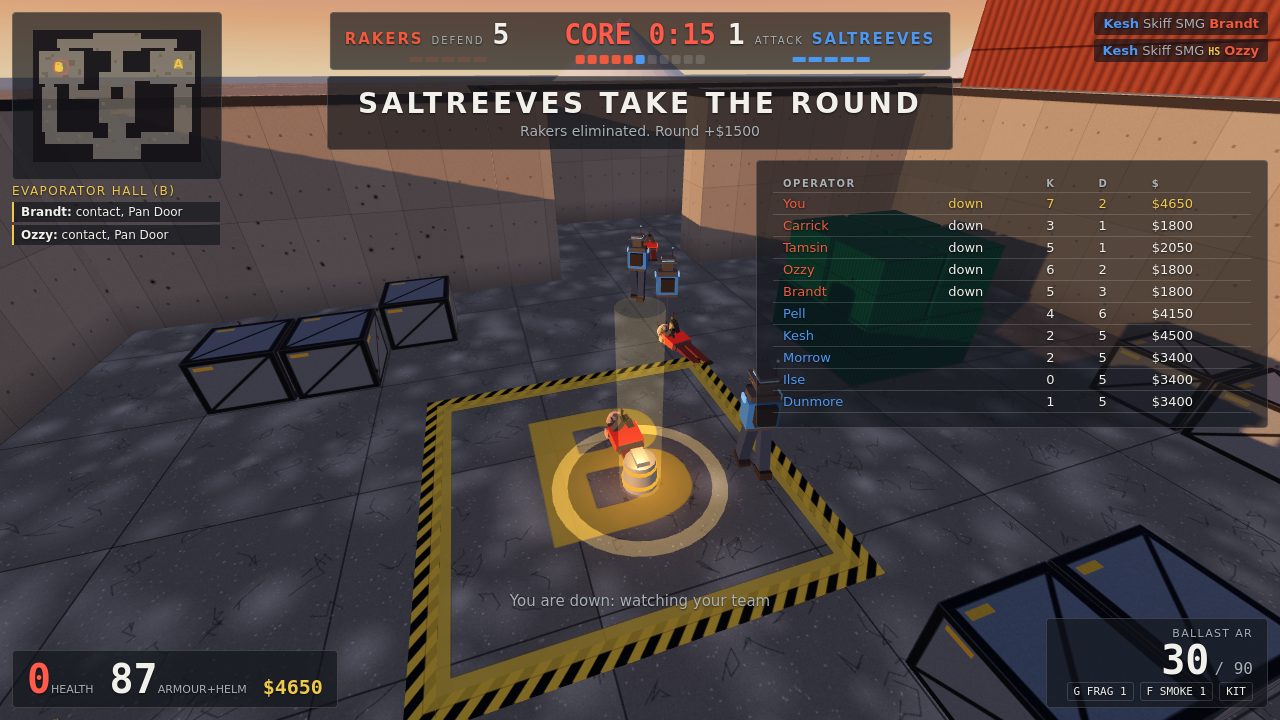 RAKERS DEFEND 5 CORE 0:15 1 ATTACK SALTREEVES
Kesh Skiff SMG Brandt
Kesh Skiff SMG HS Ozzy
B A
SALTREEVES TAKE THE ROUND
Rakers eliminated. Round +$1500
EVAPORATOR HALL (B)
Brandt: contact, Pan Door
Ozzy: contact, Pan Door
OPERATOR K D $
You down 7 2 $4650
Carrick down 3 1 $1800
Tamsin down 5 1 $2050
Ozzy down 6 2 $1800
Brandt down 5 3 $1800
Pell 4 6 $4150
Kesh 2 5 $4500
Morrow 2 5 $3400
Ilse 0 5 $3400
Dunmore 1 5 $3400
B
You are down: watching your team
0 HEALTH 87 ARMOUR+HELM $4650
BALLAST AR
30 / 90
G FRAG 1 F SMOKE 1 KIT